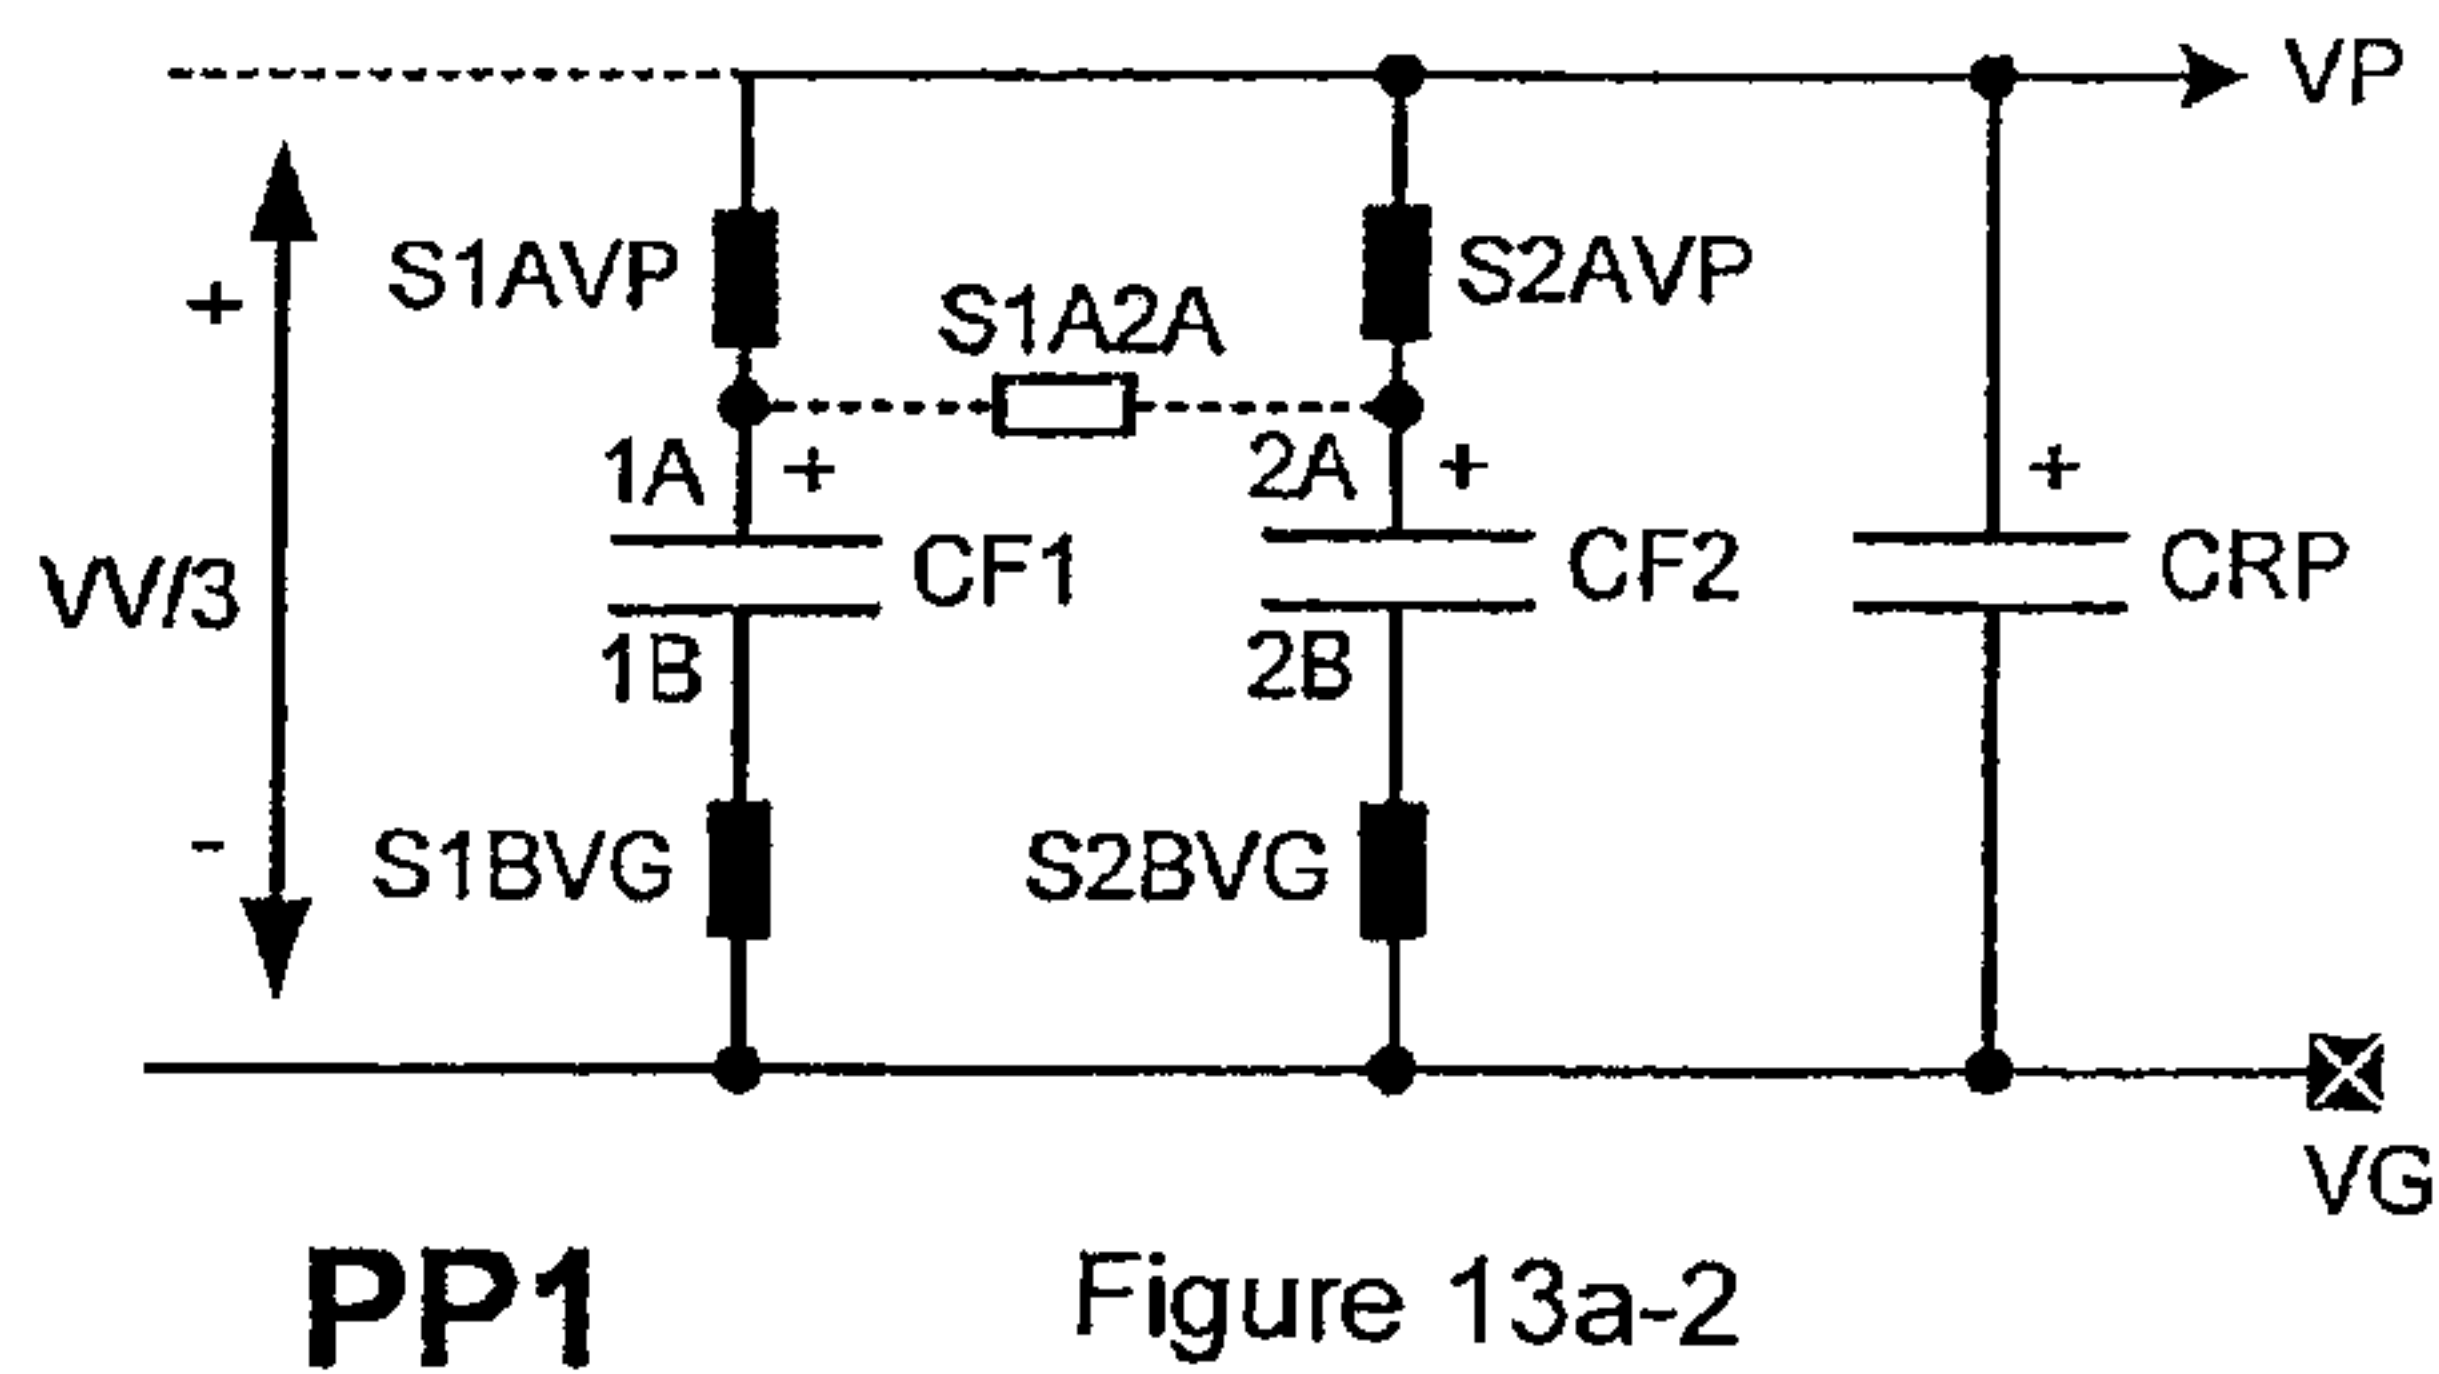 VP
S1AVP
S2AVP
S1A2A
+
1A
+
2A
+
+
VV/3
CF1
CF2
CRP
1B
2B
-
S1BVG
S2BVG
VG
PP1
Figure 13a-2